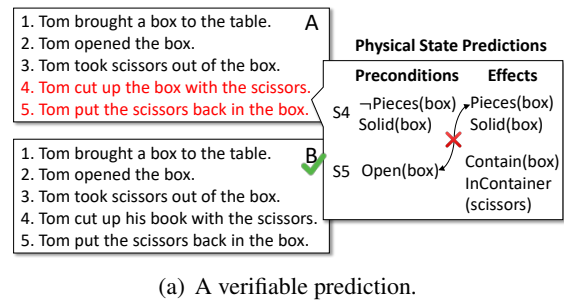 A
1. Tom brought a box to the table.
2. Tom opened the box.
3. Tom took scissors out of the box.
4. Tom cut up the box with the scissors.
5. Tom put the scissors back in the box.
B
1. Tom brought a box to the table.
2. Tom opened the box.
3. Tom took scissors out of the box.
4. Tom cut up his book with the scissors.
5. Tom put the scissors back in the box.
Physical State Predictions
Preconditions Effects
S4 ¬Pieces(box) Pieces(box)
Solid(box) Solid(box)
S5 Open(box) Contain(box)
InContainer
(scissors)
(a) A verifiable prediction.